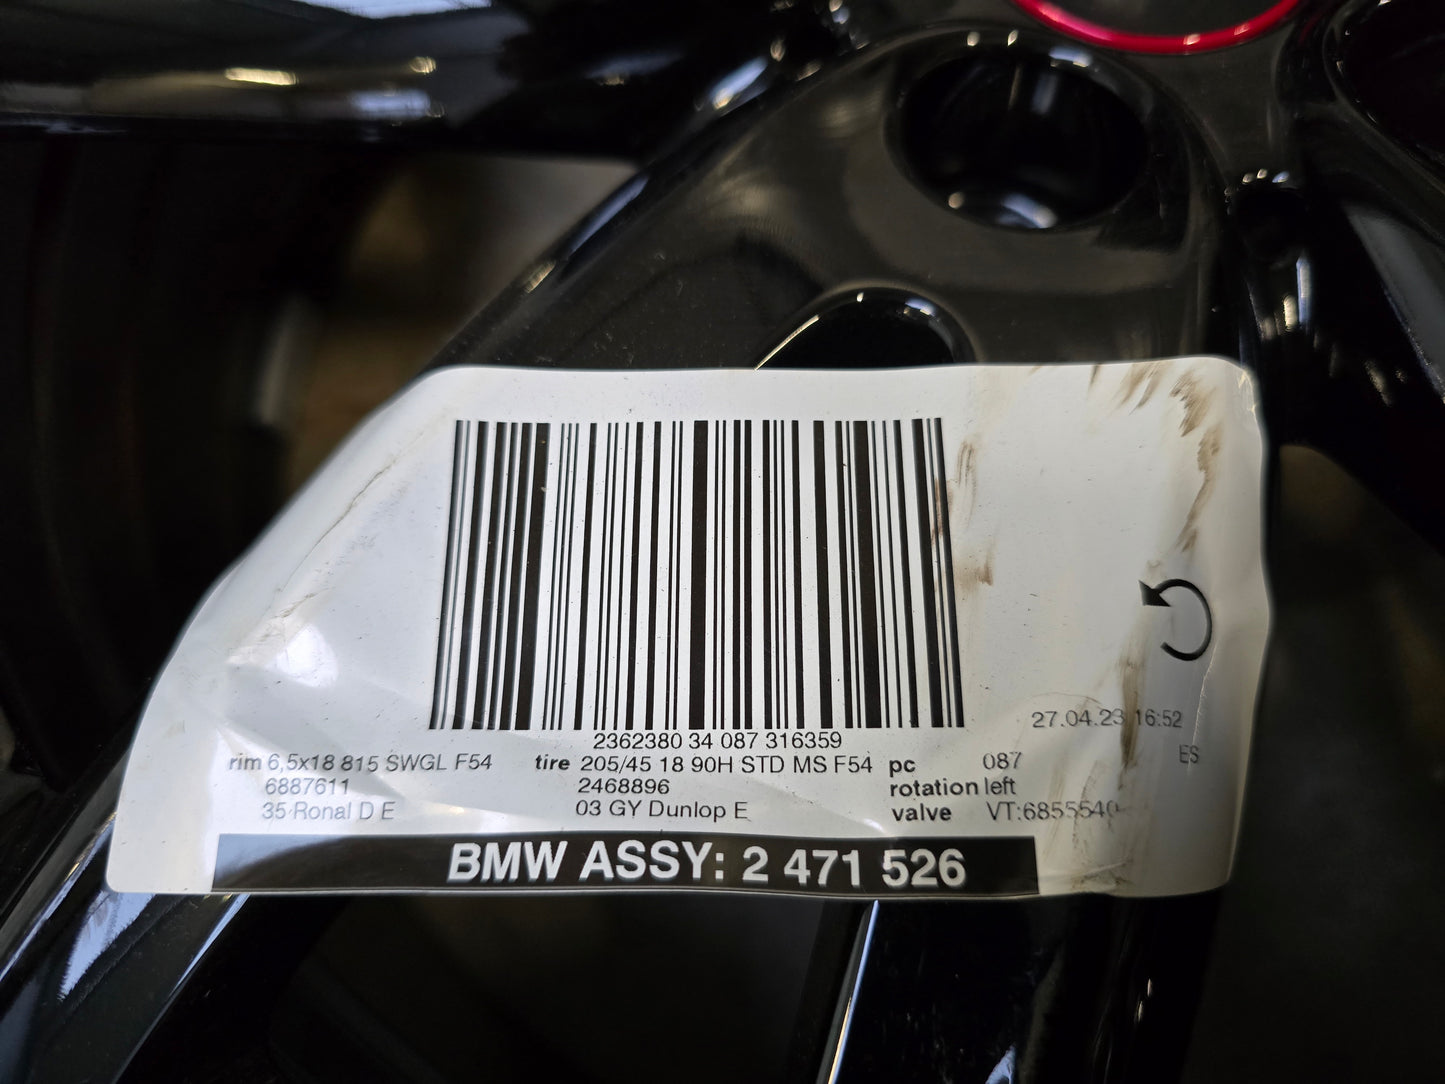 2362380 34 087 316359
27.04.23 16:52
ES
rim 6,5x18 815 SWGL F54
6887611
35 Ronal D E
tire 205/45 18 90H STD MS F54
2468896
03 GY Dunlop E
pc 087
rotation left
valve VT:6855540
BMW ASSY: 2 471 526